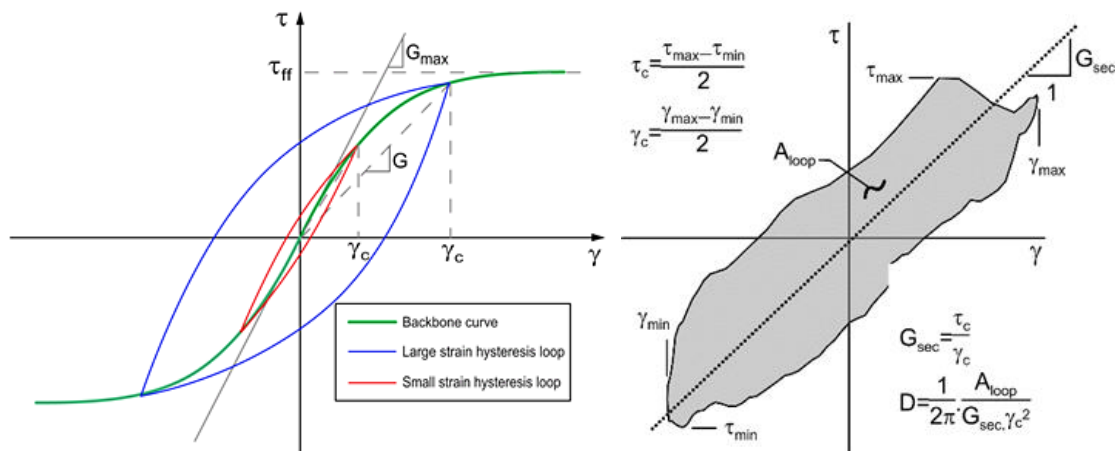 τ
G_max
τ_ff
G
γ_c
γ_c
γ
Backbone curve
Large strain hysteresis loop
Small strain hysteresis loop
τ_c=(τ_max−τ_min)/2
γ_c=(γ_max−γ_min)/2
τ
τ_max
G_sec
1
A_loop
γ_max
γ
γ_min
τ_min
G_sec=τ_c/γ_c
D=1/2π.A_loop/G_sec.γ_c²